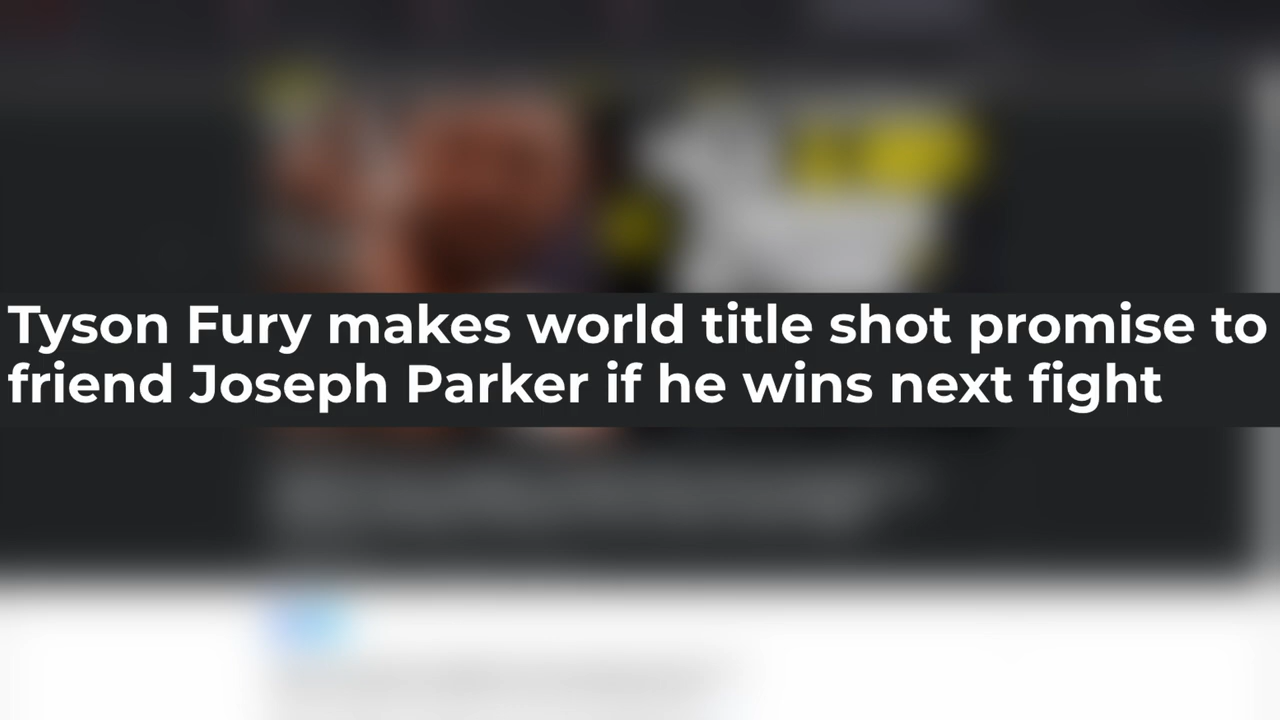 Tyson Fury makes world title shot promise to
friend Joseph Parker if he wins next fight